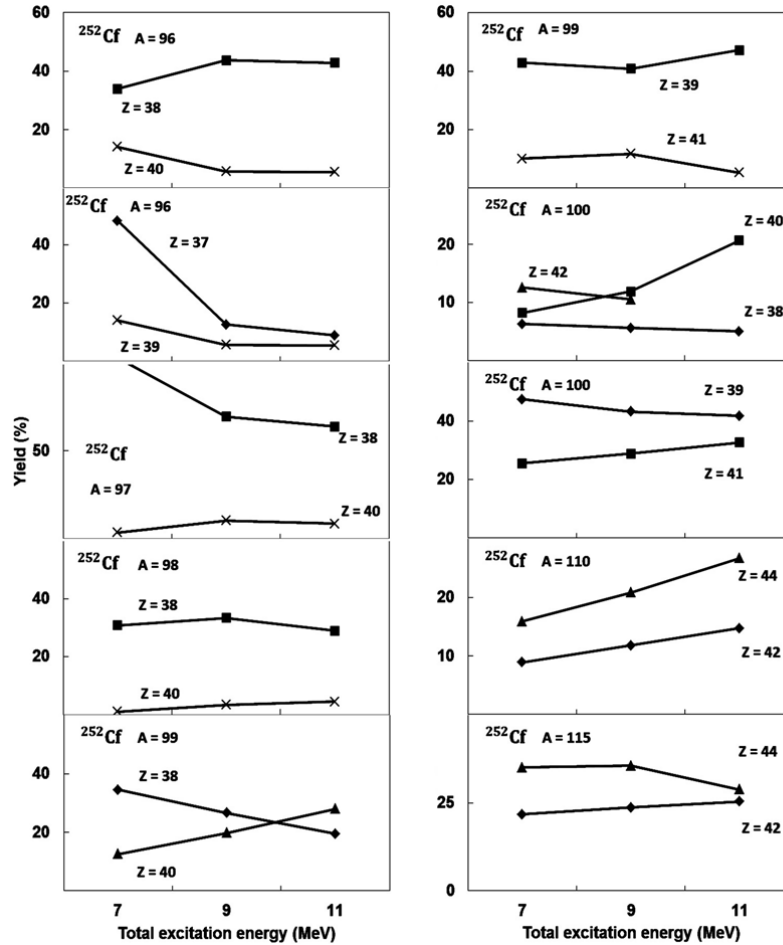 60
40
20
²⁵²Cf A = 96
Z = 38
Z = 40
²⁵²Cf A = 96
40
20
Z = 37
Z = 39
50
²⁵²Cf
A = 97
Z = 38
Z = 40
²⁵²Cf A = 98
40
20
Z = 38
Z = 40
²⁵²Cf A = 99
40
20
Z = 38
Z = 40
7 9 11
Total excitation energy (MeV)
Yield (%)
60
40
20
0
²⁵²Cf A = 99
Z = 39
Z = 41
²⁵²Cf A = 100
20
10
Z = 40
Z = 42
Z = 38
²⁵²Cf A = 100
40
20
Z = 39
Z = 41
²⁵²Cf A = 110
20
10
Z = 44
Z = 42
²⁵²Cf A = 115
25
0
Z = 44
Z = 42
7 9 11
Total excitation energy (MeV)